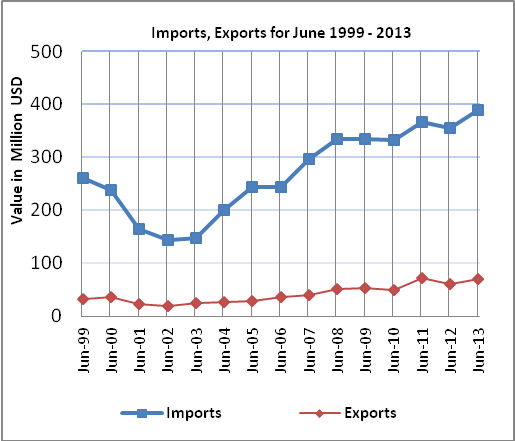 Imports, Exports for June 1999 - 2013
Value in Million USD
500
400
300
200
100
0
Jun-99
Jun-00
Jun-01
Jun-02
Jun-03
Jun-04
Jun-05
Jun-06
Jun-07
Jun-08
Jun-09
Jun-10
Jun-11
Jun-12
Jun-13
Imports
Exports